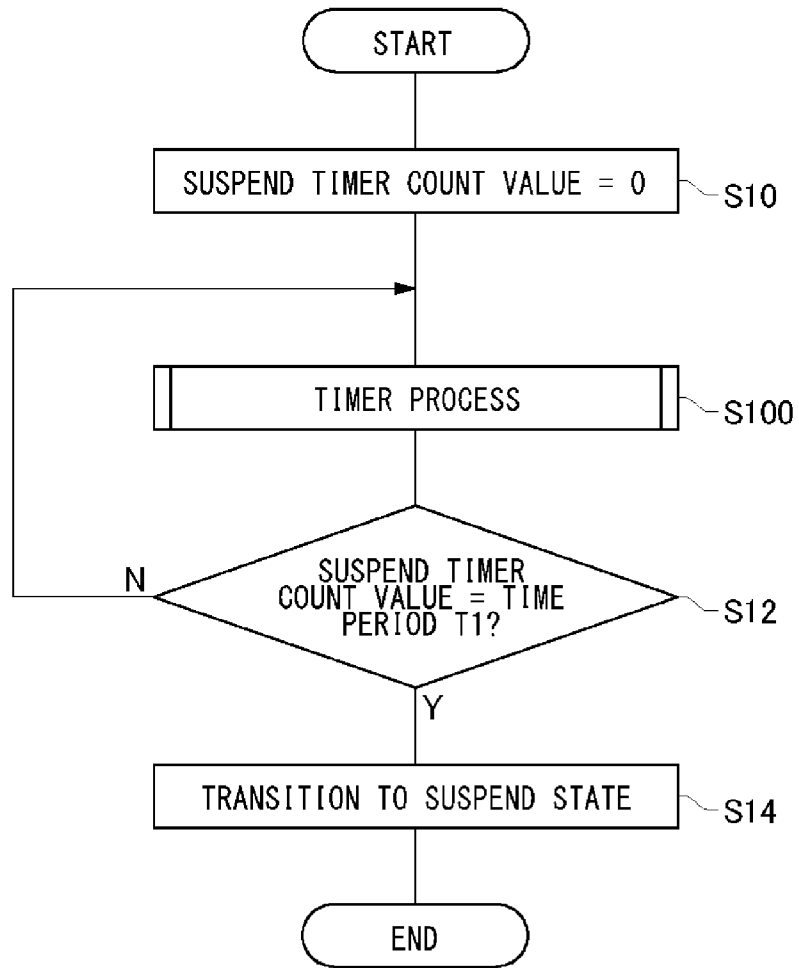 START
SUSPEND TIMER COUNT VALUE = 0
S10
TIMER PROCESS
S100
SUSPEND TIMER
COUNT VALUE = TIME
PERIOD T1?
N
S12
Y
TRANSITION TO SUSPEND STATE
S14
END